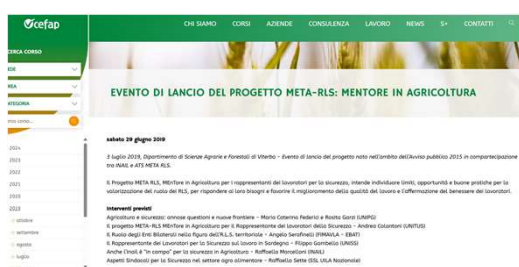 cefap
CHI SIAMO CORSI AZIENDE CONSULENZA LAVORO NEWS S+ CONTATTI
CERCA CORSO
EDE
REA
ATEGORIA
EVENTO DI LANCIO DEL PROGETTO META-RLS: MENTORE IN AGRICOLTURA
2024
2023
2022
2021
2020
2019
ottobre
settembre
agosto
luglio
sabato 29 giugno 2019
3 luglio 2019, Dipartimento di Scienze Agrarie e Forestali di Viterbo - Evento di lancio del progetto nato nell'ambito dell'Avviso pubblico 2015 in compartecipazione
tra INAIL e ATS META RLS.
Il Progetto META RLS, MEnTore in Agricoltura per i rappresentanti dei lavoratori per la sicurezza, intende individuare limiti, opportunità e buone pratiche per la
valorizzazione del ruolo dei RLS, per rispondere ai loro bisogni e favorire il miglioramento della qualità del lavoro e l'affermazione del benessere dei lavoratori.
Interventi previsti
Agricoltura e sicurezza: annose questioni e nuove frontiere - Maria Caterina Federici e Rosita Garzi (UNIPG)
Il progetto META-RLS MEnTore in Agricoltura per il Rappresentante dei lavoratori della Sicurezza - Andrea Colantoni (UNITUS)
Il Ruolo degli Enti Bilaterali nella figura dell'R.L.S. territoriale - Angelo Serafinelli (FIMAVLA - EBAT)
Il Rappresentante dei Lavoratori per la Sicurezza sul lavoro in Sardegna - Filippo Gambella (UNISS)
Anche l'Inail è "in campo" per la sicurezza in Agricoltura - Raffaella Marcelloni (INAIL)
Aspetti Sindacali per la Sicurezza nel settore agro alimentare - Raffaella Sette (SSL UILA Nazionale)